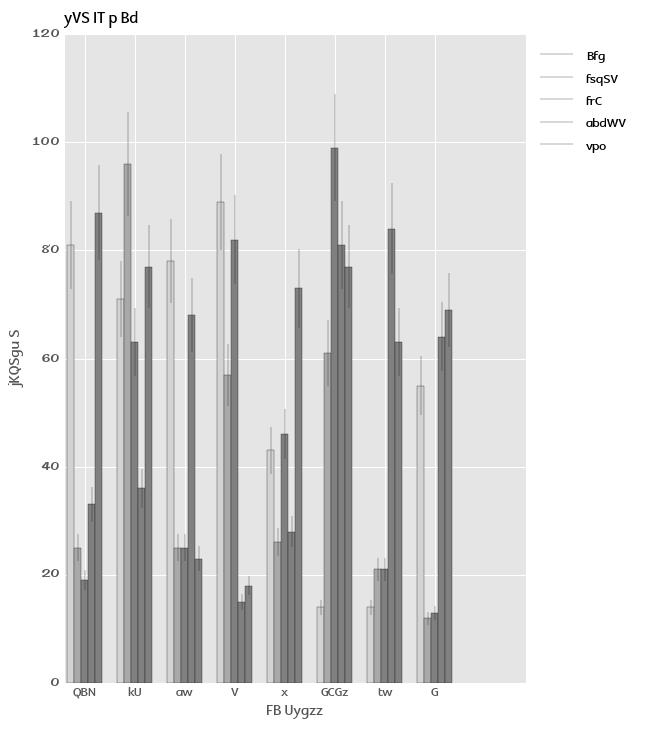 yVS IT p Bd
120
100
80
60
40
20
0
jKQSgu S
QBN kU aw V x GCGz tw G
FB Uygzz
Bfg
fsqSV
frC
abdWV
vpo